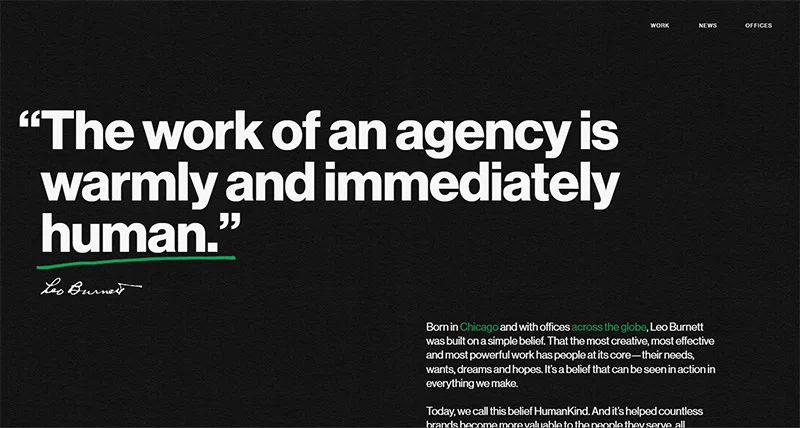 WORK NEWS OFFICES
“The work of an agency is
warmly and immediately
human.”
Leo Burnett
Born in Chicago and with offices across the globe, Leo Burnett
was built on a simple belief. That the most creative, most effective
and most powerful work has people at its core—their needs,
wants, dreams and hopes. It’s a belief that can be seen in action in
everything we make.
Today, we call this belief HumanKind. And it’s helped countless
brands become more valuable to the people they serve, all